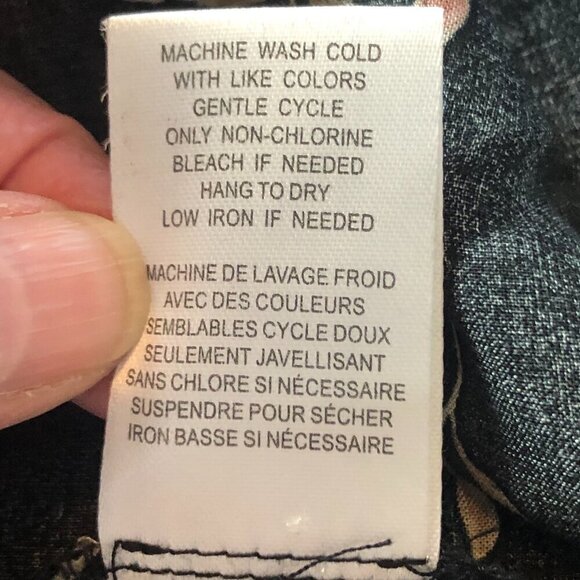 MACHINE WASH COLD
WITH LIKE COLORS
GENTLE CYCLE
ONLY NON-CHLORINE
BLEACH IF NEEDED
HANG TO DRY
LOW IRON IF NEEDED
MACHINE DE LAVAGE FROID
AVEC DES COULEURS
SEMBLABLES CYCLE DOUX
SEULEMENT JAVELLISANT
SANS CHLORE SI NÉCESSAIRE
SUSPENDRE POUR SÉCHER
IRON BASSE SI NÉCESSAIRE